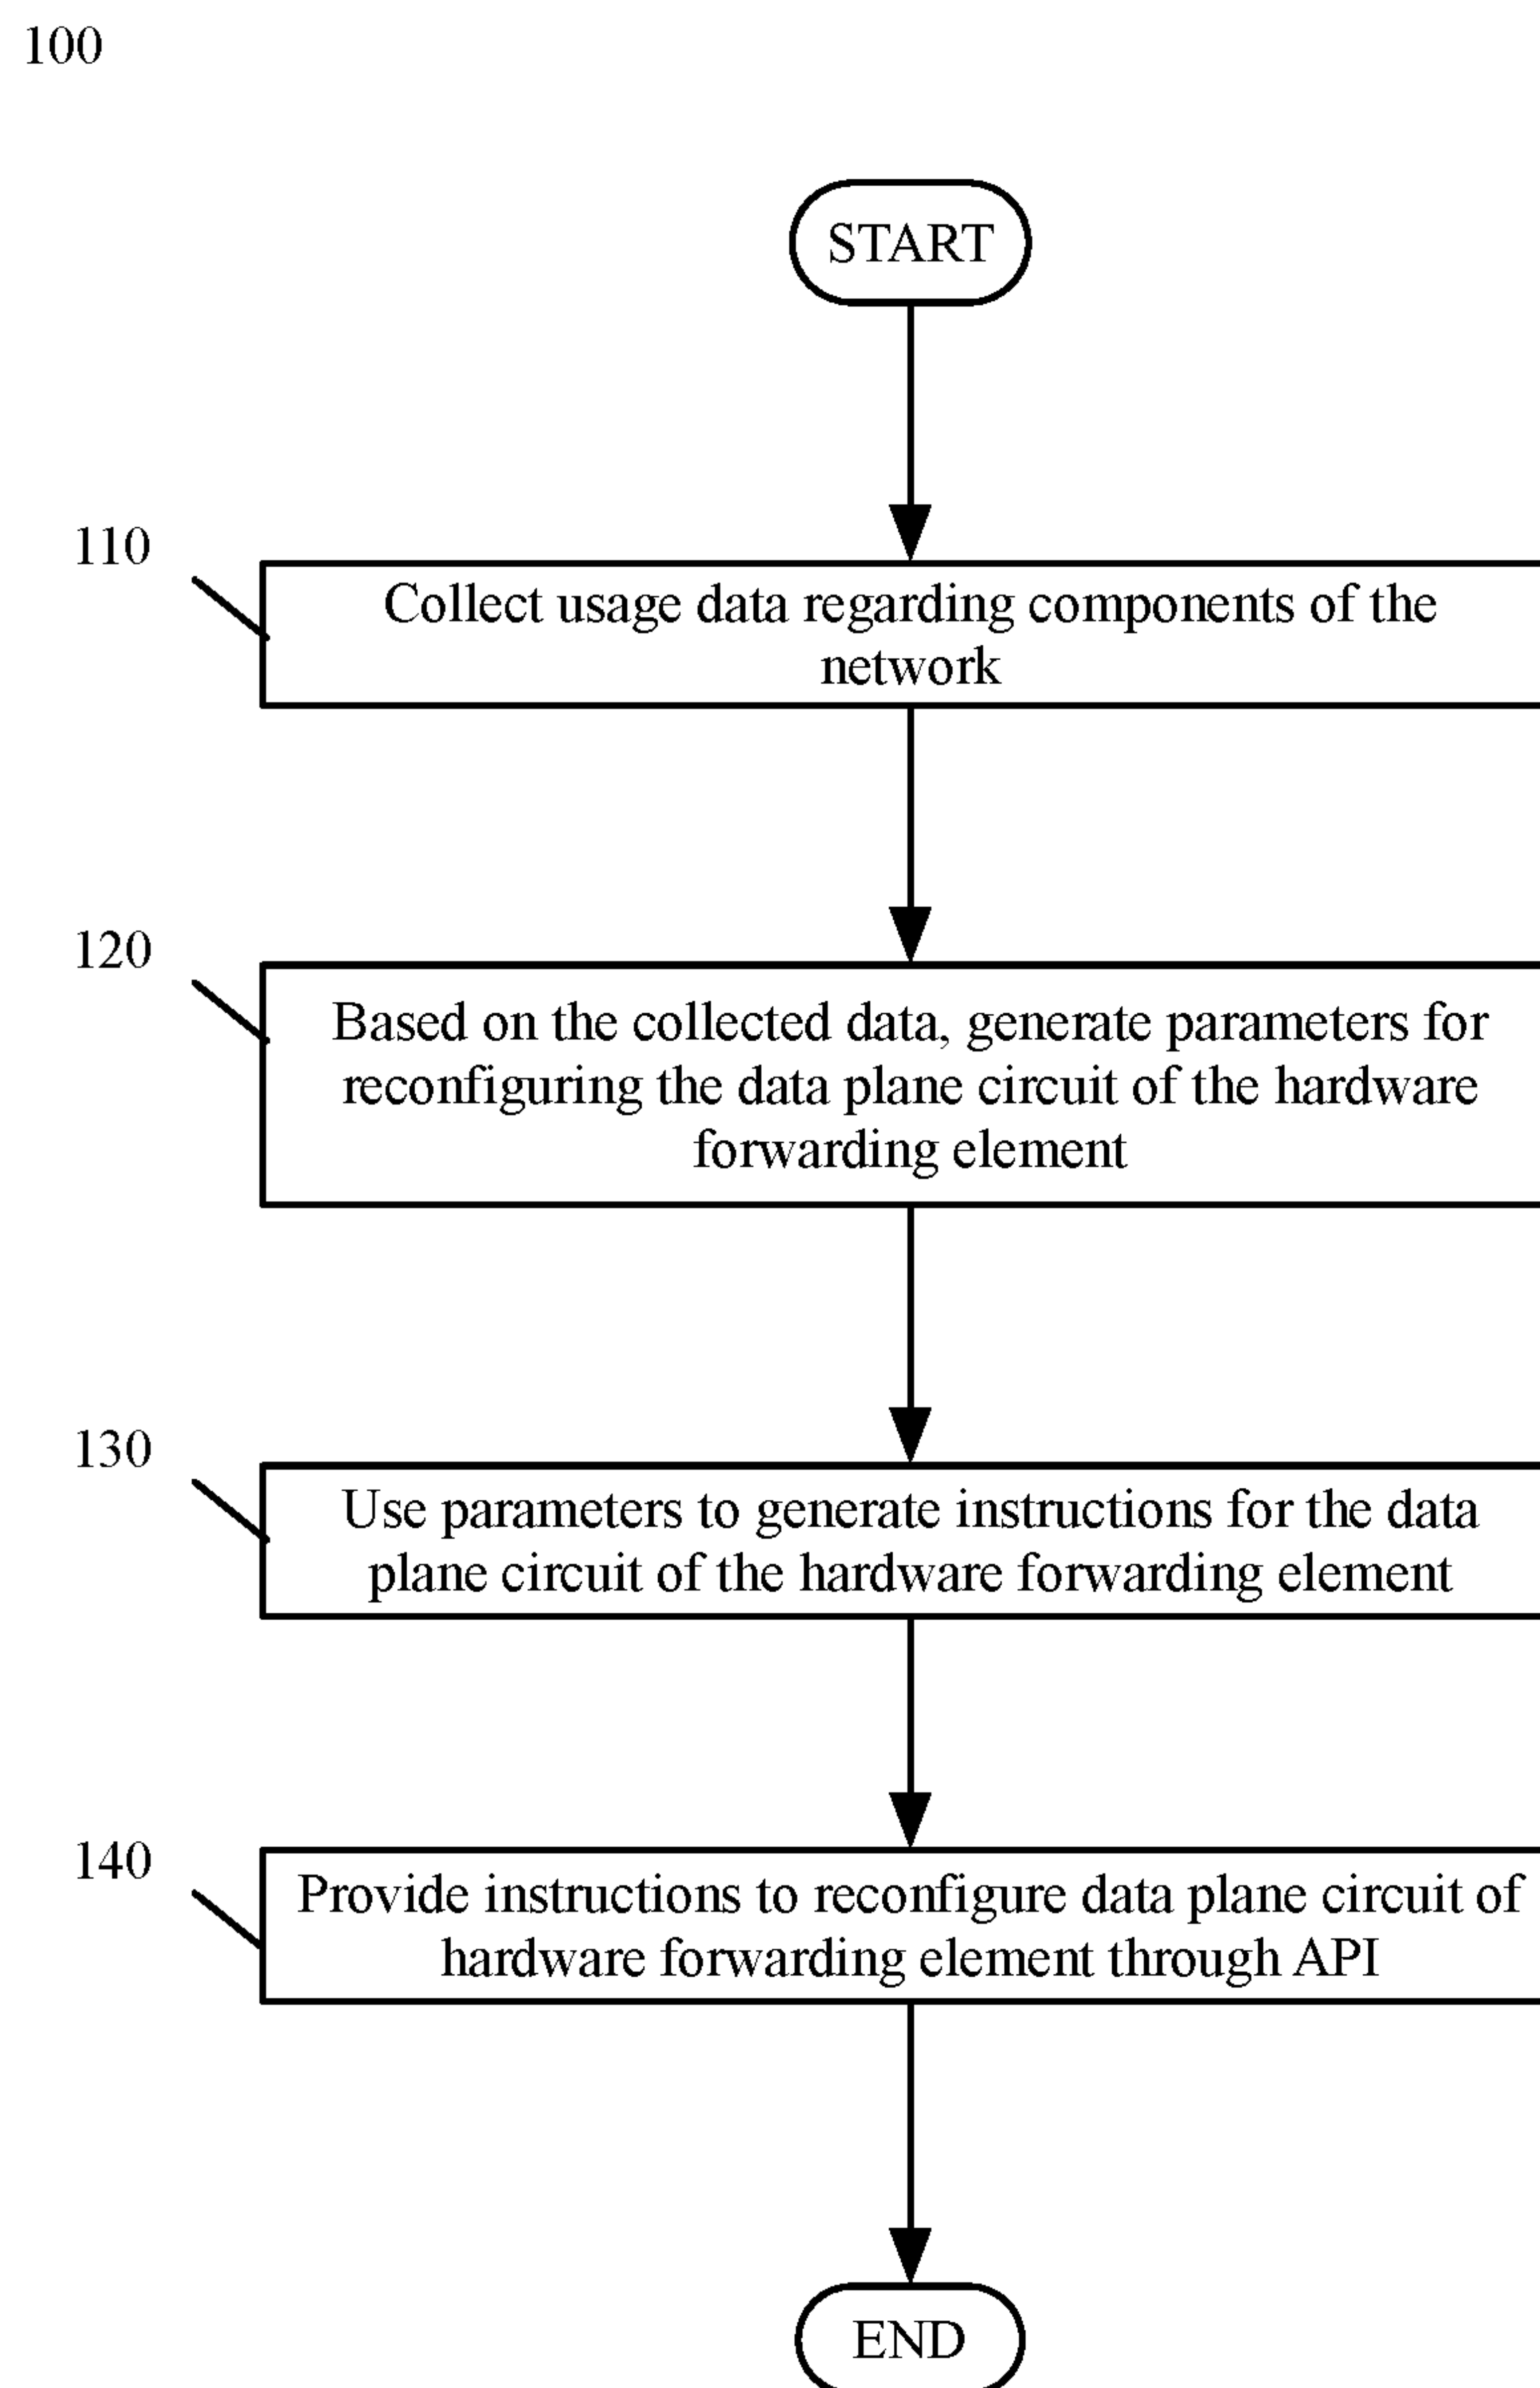 100
START
110
Collect usage data regarding components of the
network
120
Based on the collected data, generate parameters for
reconfiguring the data plane circuit of the hardware
forwarding element
130
Use parameters to generate instructions for the data
plane circuit of the hardware forwarding element
140
Provide instructions to reconfigure data plane circuit of
hardware forwarding element through API
END